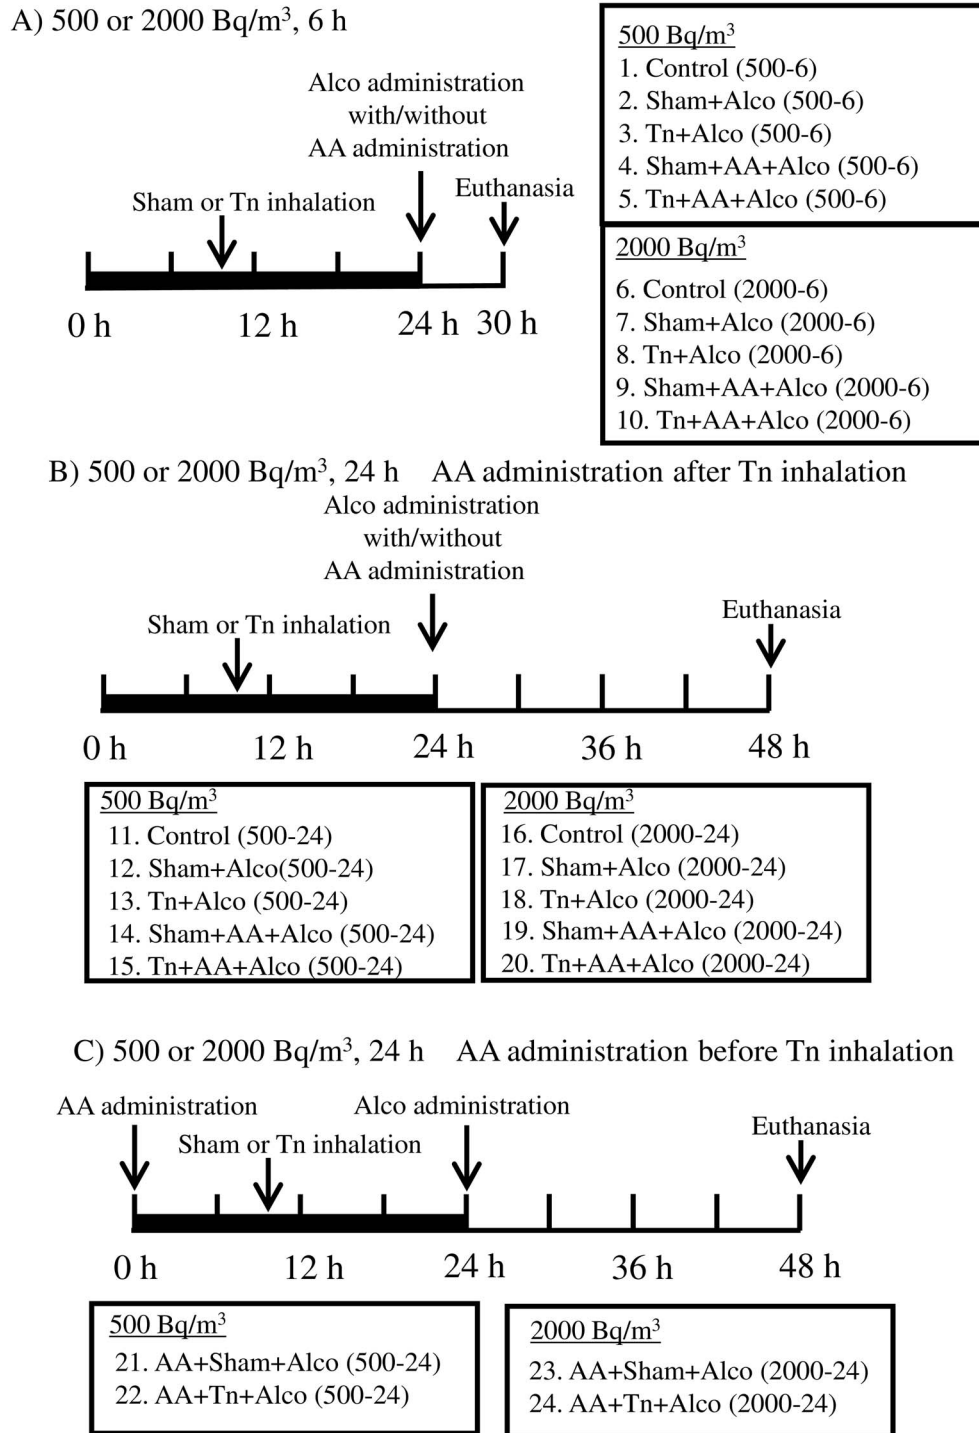 A) 500 or 2000 Bq/m³, 6 h
Alco administration
with/without
AA administration
Sham or Tn inhalation
Euthanasia
0 h
12 h
24 h
30 h
500 Bq/m³
1. Control (500-6)
2. Sham+Alco (500-6)
3. Tn+Alco (500-6)
4. Sham+AA+Alco (500-6)
5. Tn+AA+Alco (500-6)
2000 Bq/m³
6. Control (2000-6)
7. Sham+Alco (2000-6)
8. Tn+Alco (2000-6)
9. Sham+AA+Alco (2000-6)
10. Tn+AA+Alco (2000-6)
B) 500 or 2000 Bq/m³, 24 h AA administration after Tn inhalation
Alco administration
with/without
AA administration
Sham or Tn inhalation
Euthanasia
0 h
12 h
24 h
36 h
48 h
500 Bq/m³
11. Control (500-24)
12. Sham+Alco(500-24)
13. Tn+Alco (500-24)
14. Sham+AA+Alco (500-24)
15. Tn+AA+Alco (500-24)
2000 Bq/m³
16. Control (2000-24)
17. Sham+Alco (2000-24)
18. Tn+Alco (2000-24)
19. Sham+AA+Alco (2000-24)
20. Tn+AA+Alco (2000-24)
C) 500 or 2000 Bq/m³, 24 h AA administration before Tn inhalation
AA administration
Alco administration
Sham or Tn inhalation
Euthanasia
0 h
12 h
24 h
36 h
48 h
500 Bq/m³
21. AA+Sham+Alco (500-24)
22. AA+Tn+Alco (500-24)
2000 Bq/m³
23. AA+Sham+Alco (2000-24)
24. AA+Tn+Alco (2000-24)